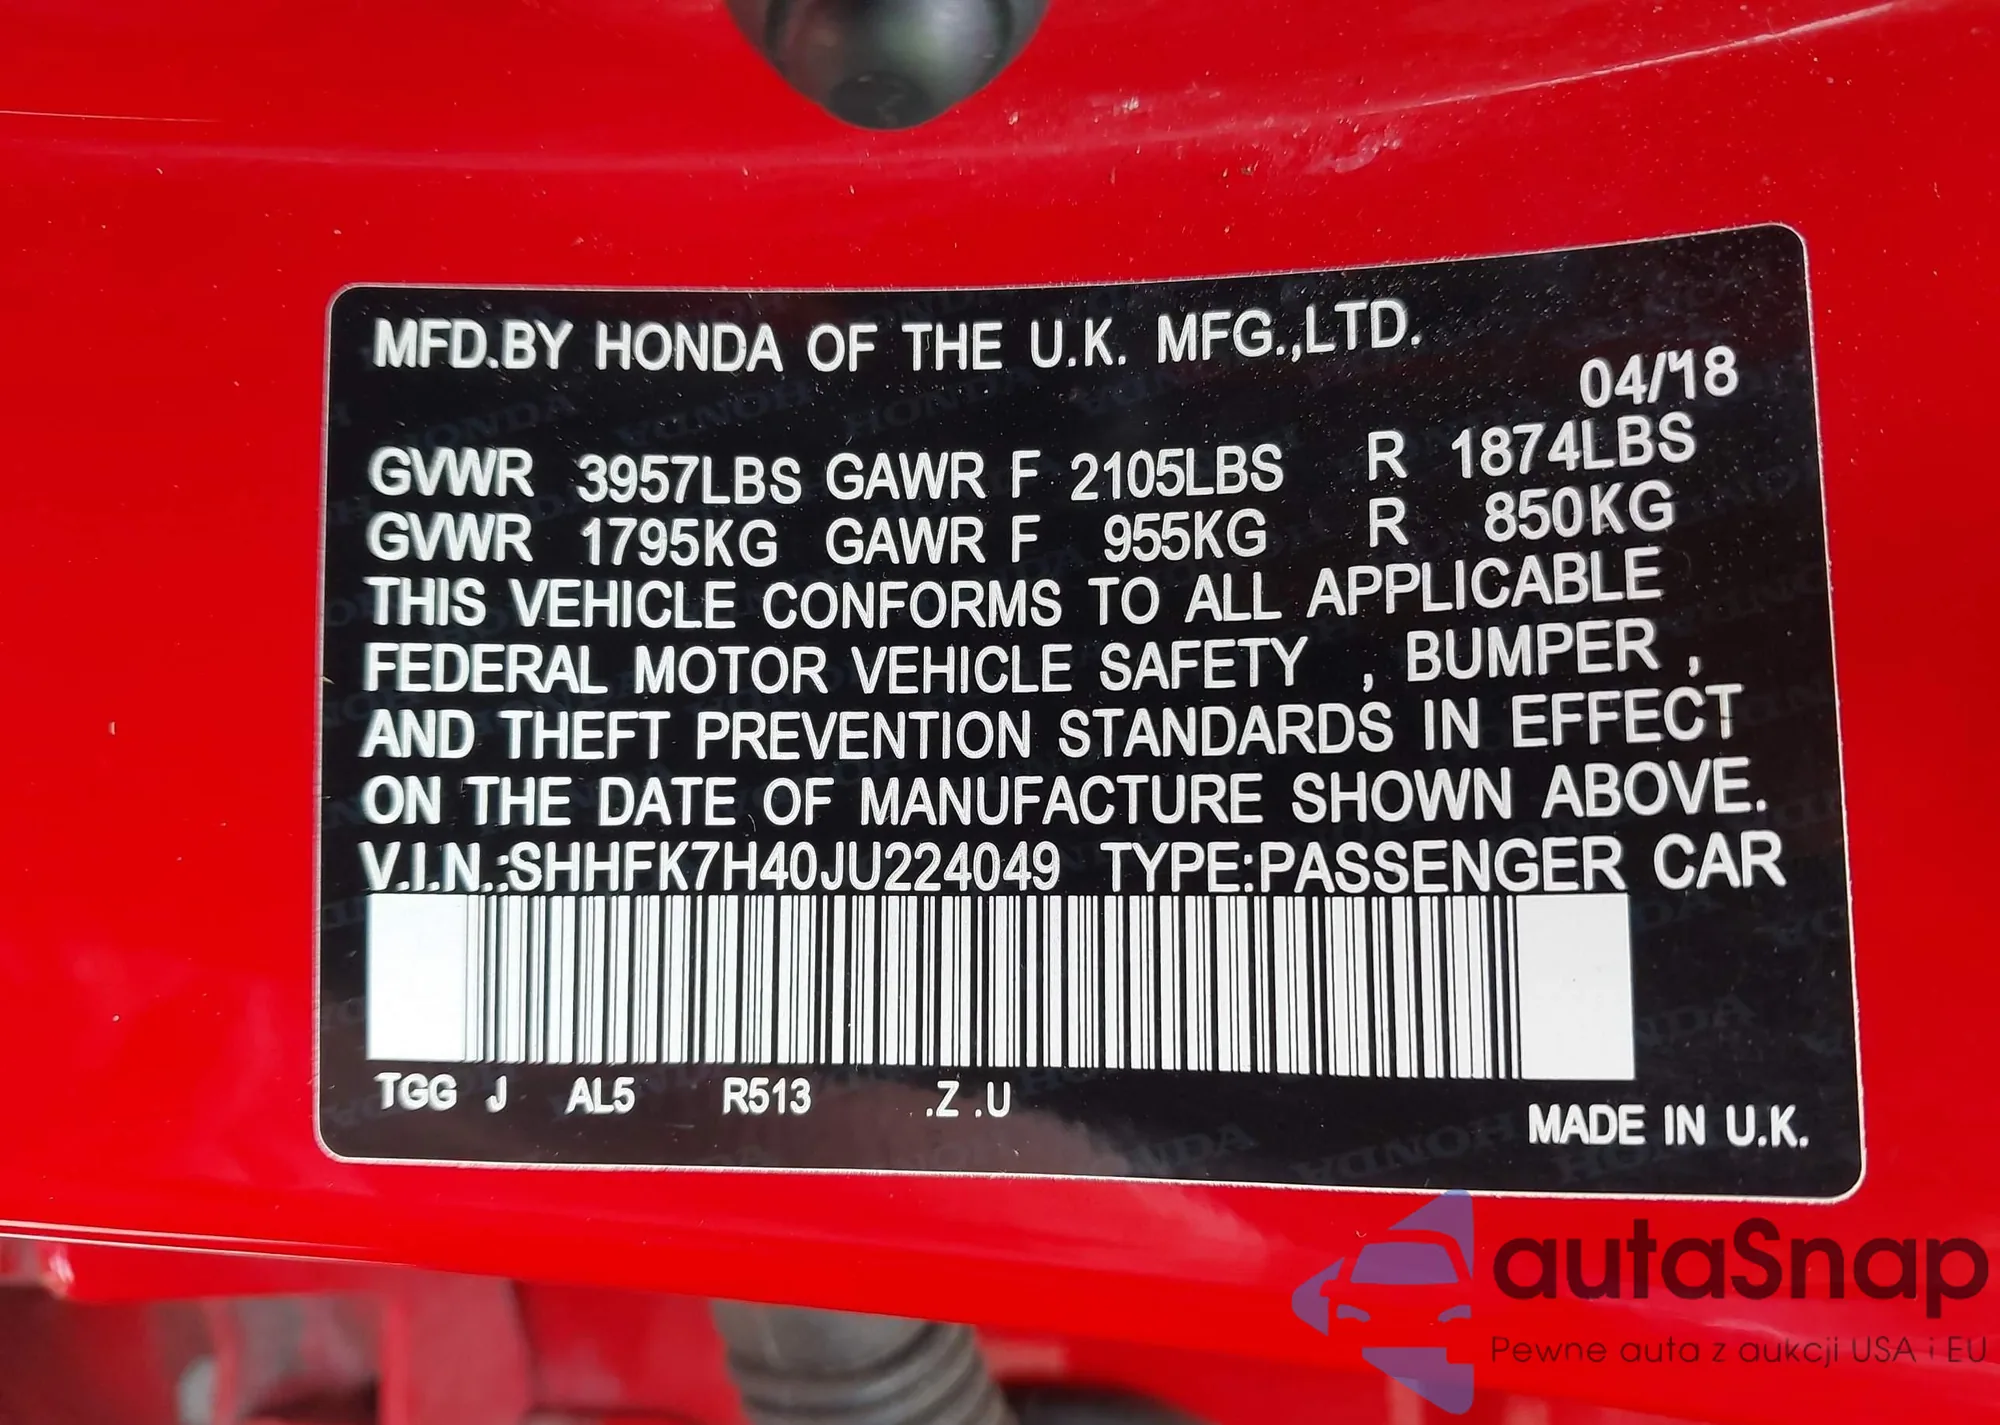 MFD.BY HONDA OF THE U.K. MFG.,LTD.
04/18
GVWR 3957LBS GAWR F 2105LBS R 1874LBS
GVWR 1795KG GAWR F 955KG R 850KG
THIS VEHICLE CONFORMS TO ALL APPLICABLE
FEDERAL MOTOR VEHICLE SAFETY , BUMPER ,
AND THEFT PREVENTION STANDARDS IN EFFECT
ON THE DATE OF MANUFACTURE SHOWN ABOVE.
V.I.N.:SHHFK7H40JU224049 TYPE:PASSENGER CAR
TGG J AL5 R513 .Z .U
MADE IN U.K.
autaSnap
Pewne auta z aukcji USA i EU